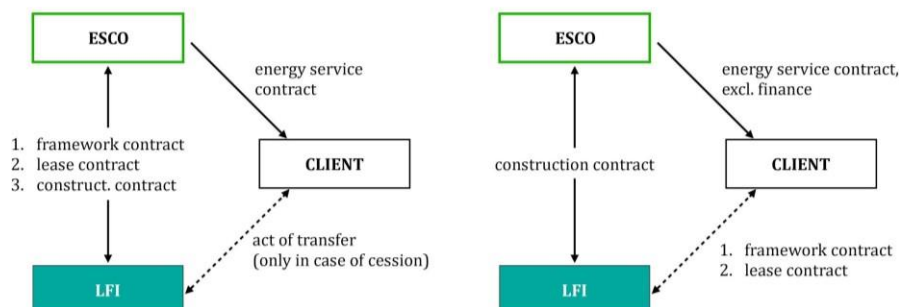 ESCO
energy service
contract
1. framework contract
2. lease contract
3. construct. contract
CLIENT
act of transfer
(only in case of cession)
LFI
ESCO
energy service contract,
excl. finance
construction contract
CLIENT
1. framework contract
2. lease contract
LFI